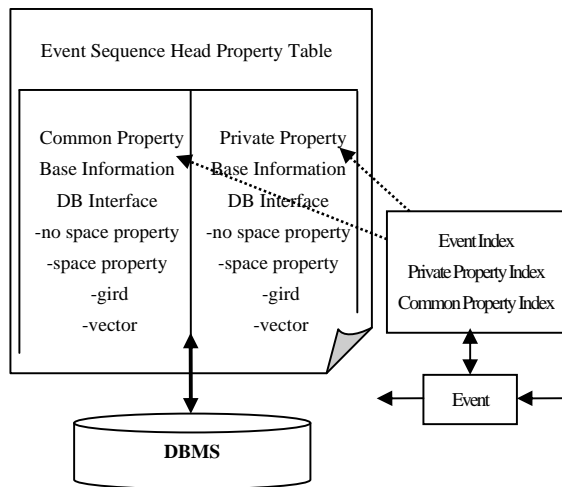 Event Sequence Head Property Table
Common Property
Base Information
DB Interface
-no space property
-space property
-gird
-vector
Private Property
Base Information
DB Interface
-no space property
-space property
-gird
-vector
Event Index
Private Property Index
Common Property Index
Event
DBMS